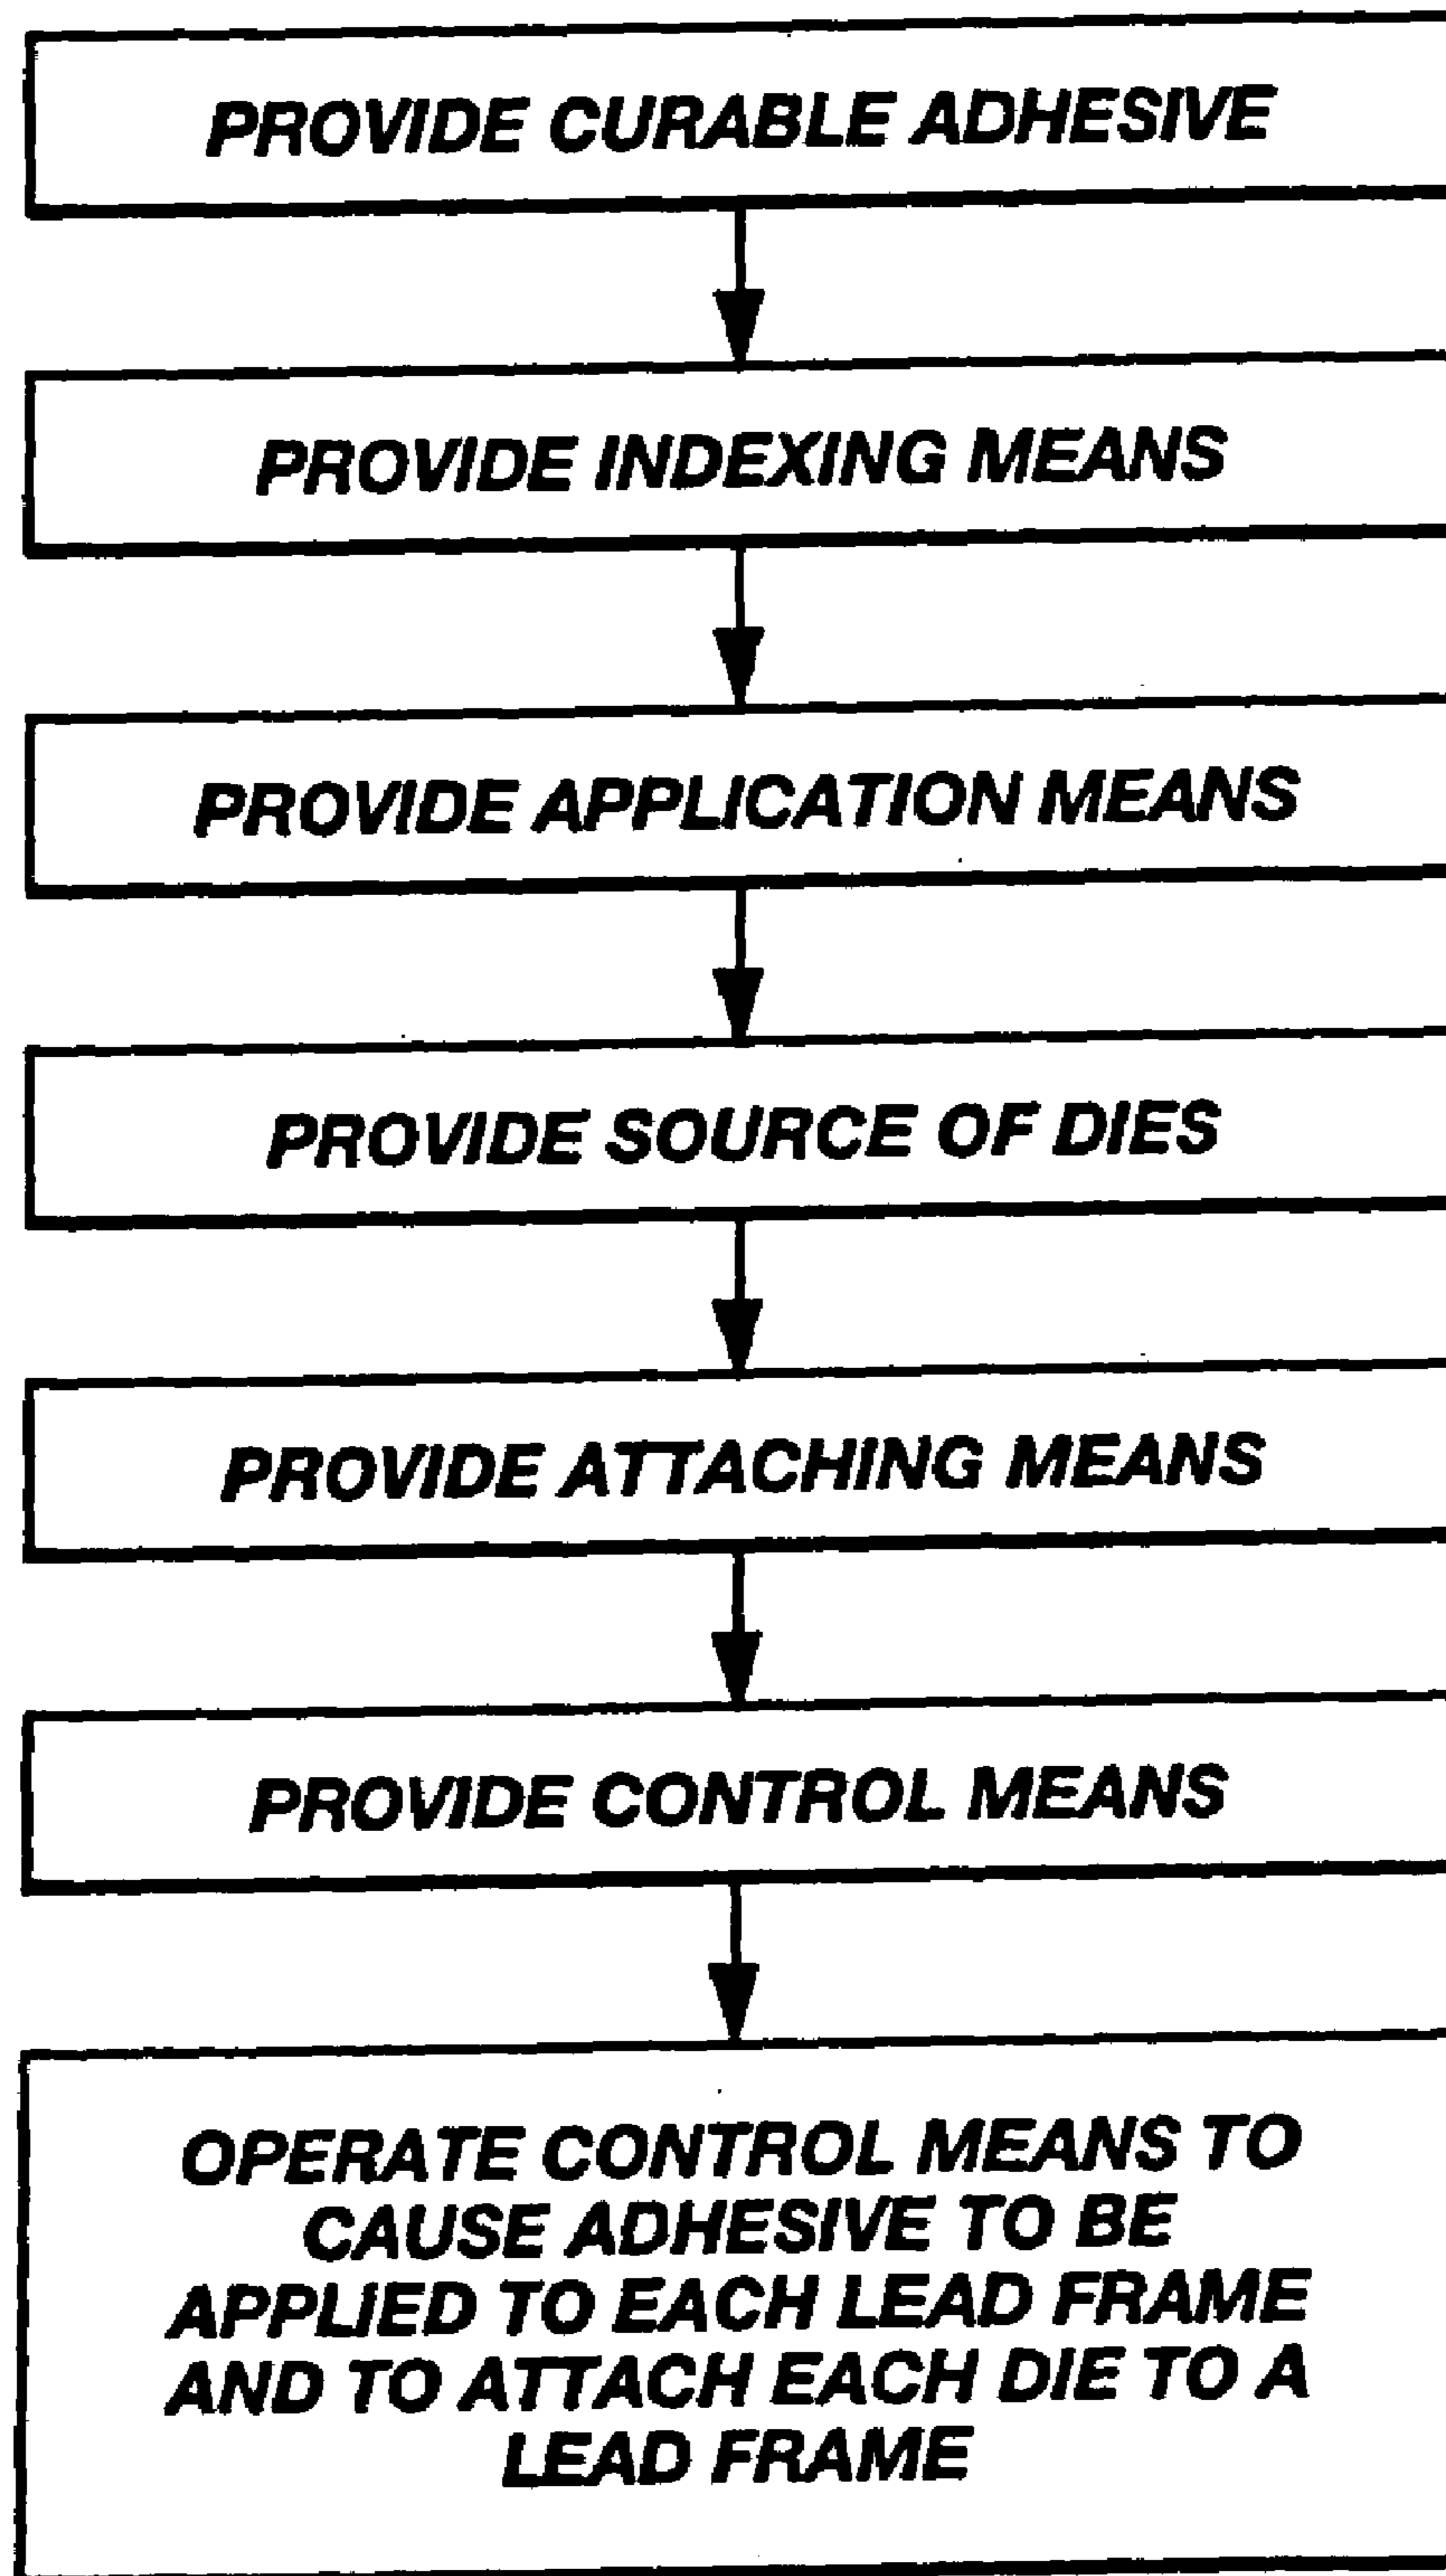 PROVIDE CURABLE ADHESIVE
PROVIDE INDEXING MEANS
PROVIDE APPLICATION MEANS
PROVIDE SOURCE OF DIES
PROVIDE ATTACHING MEANS
PROVIDE CONTROL MEANS
OPERATE CONTROL MEANS TO
CAUSE ADHESIVE TO BE
APPLIED TO EACH LEAD FRAME
AND TO ATTACH EACH DIE TO A
LEAD FRAME